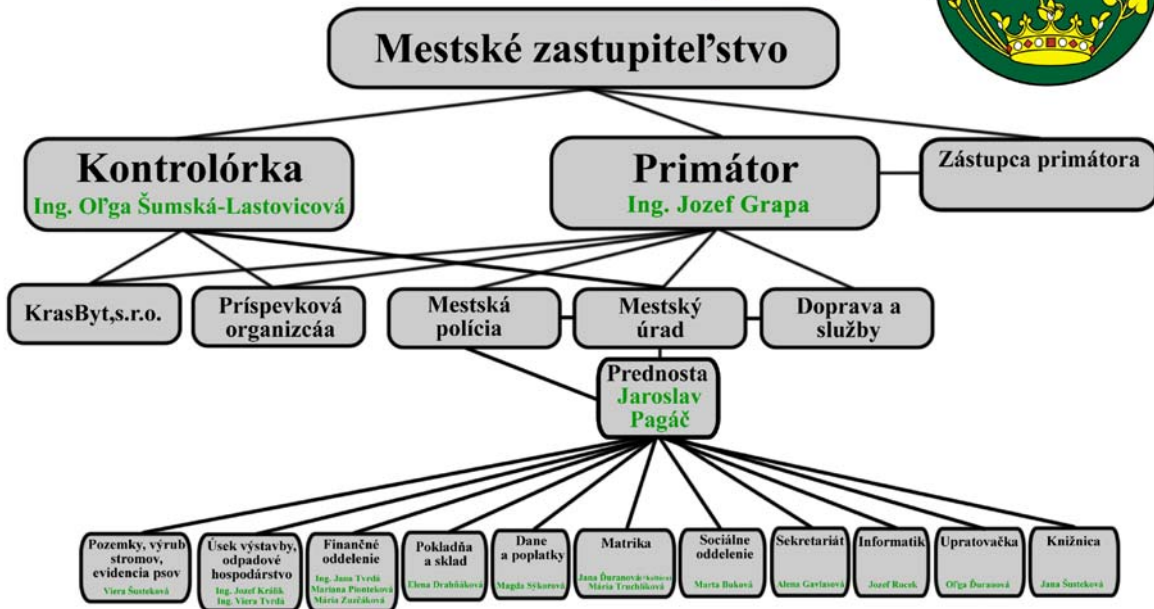 Mestské zastupiteľstvo
Kontrolórka
Ing. Oľga Šumská-Lastovicová
Primátor
Ing. Jozef Grapa
Zástupca primátora
KrasByt,s.r.o.
Príspevková
organizcáa
Mestská
polícia
Mestský
úrad
Doprava a
služby
Prednosta
Jaroslav
Pagáč
Pozemky, výrub
stromov,
evidencia psov
Viera Šusteková
Úsek výstavby,
odpadové
hospodárstvo
Ing. Jozef Králik
Ing. Viera Tvrdá
Finančné
oddelenie
Ing. Jana Tvrdá
Mariana Pionteková
Mária Zuzčáková
Pokladňa
a sklad
Elena Drahňáková
Dane
a poplatky
Magda Sýkorová
Matrika
Jana Ďuranová
Mária Truchlíková
Sociálne
oddelenie
Marta Buková
Sekretariát
Alena Gavlasová
Informatik
Jozef Rucek
Upratovačka
Oľga Ďuranová
Knižnica
Jana Šusteková